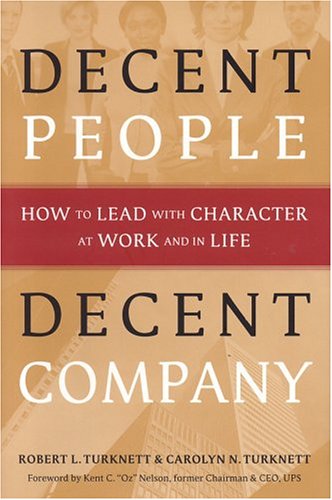 DECENT
PEOPLE
HOW TO LEAD WITH CHARACTER
AT WORK AND IN LIFE
DECENT
COMPANY
ROBERT L. TURKNETT & CAROLYN N. TURKNETT
Foreword by Kent C. “Oz” Nelson, former Chairman & CEO, UPS